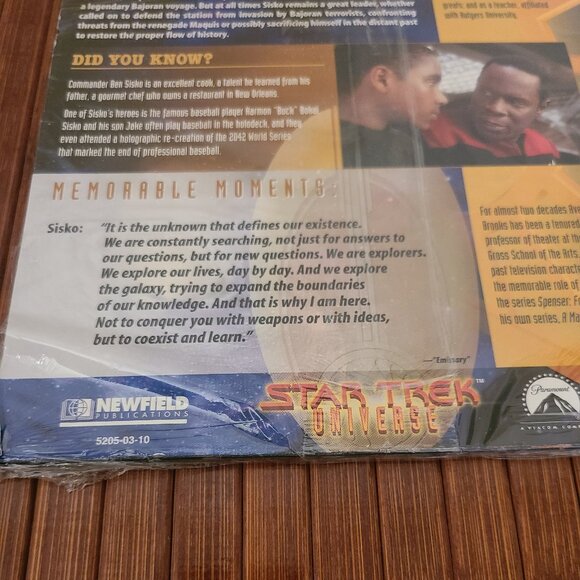 a legendary Bajoran voyage. But at all times Sisko remains a great leader, whether
called on to defend the station from invasion by Bajoran terrorists, confronting
threats from the renegade Maquis or possibly sacrificing himself in the distant past
to restore the proper flow of history.
greats; and as a teacher, affiliated
with Rutgers University.
DID YOU KNOW?
Commander Ben Sisko is an excellent cook, a talent he learned from his
father, a gourmet chef who owns a restaurant in New Orleans.
One of Sisko's heroes is the famous baseball player Harmon "Buck" Bokai.
Sisko and his son Jake often play baseball in the holodeck, and they
even attended a holographic re-creation of the 2042 World Series
that marked the end of professional baseball.
MEMORABLE MOMENTS:
Sisko: "It is the unknown that defines our existence.
We are constantly searching, not just for answers to
our questions, but for new questions. We are explorers.
We explore our lives, day by day. And we explore
the galaxy, trying to expand the boundaries
of our knowledge. And that is why I am here.
Not to conquer you with weapons or with ideas,
but to coexist and learn."
—"Emissary"
For almost two decades Ave
Brooks has been a tenured
professor of theater at the
Gross School of the Arts.
past television charact
the memorable role of
the series Spenser: F
his own series, A Ma
NEWFIELD
PUBLICATIONS
5205-03-10
STAR TREK™
UNIVERSE
Paramount
A VIACOM COMP